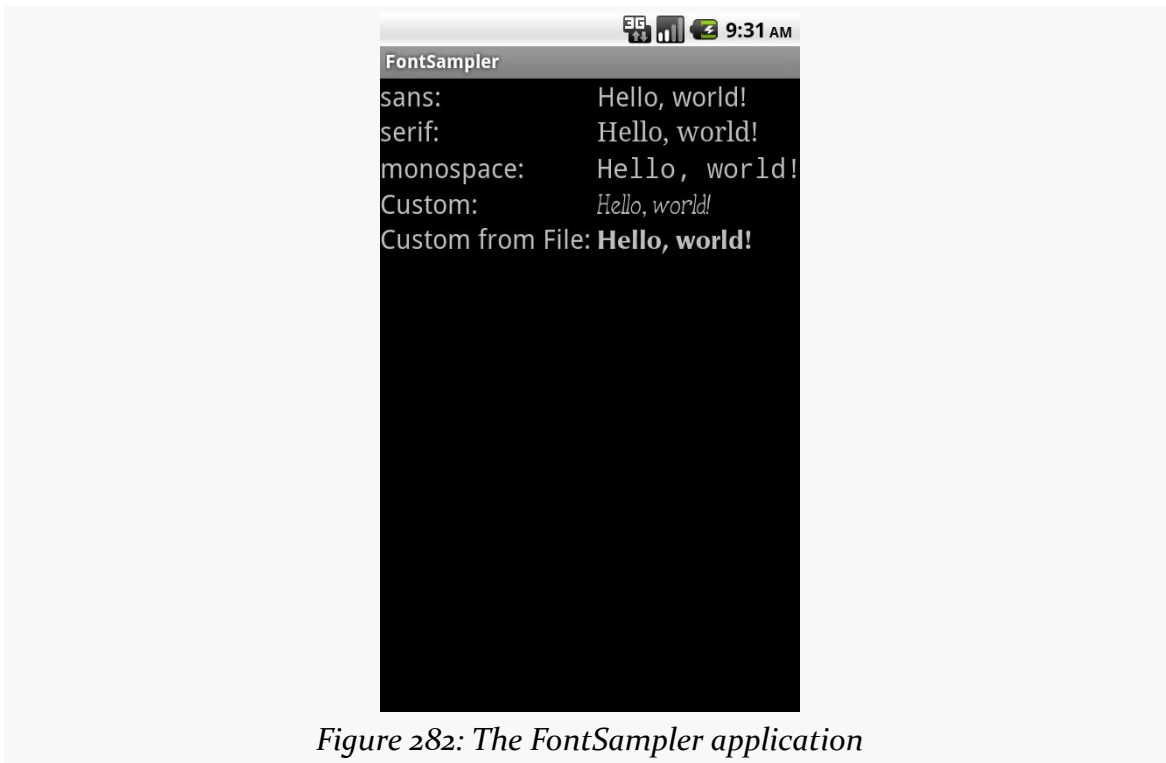 3G 9:31 AM
FontSampler
sans: Hello, world!
serif: Hello, world!
monospace: Hello, world!
Custom: Hello, world!
Custom from File: Hello, world!
Figure 282: The FontSampler application